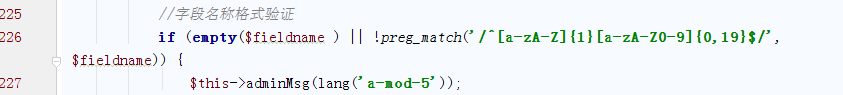 225 //字段名称格式验证
226 if (empty($fieldname ) || !preg_match('/^[a-zA-Z]{1}[a-zA-Z0-9]{0,19}$/',
$fieldname)) {
227 $this->adminMsg(lang('a-mod-5'));